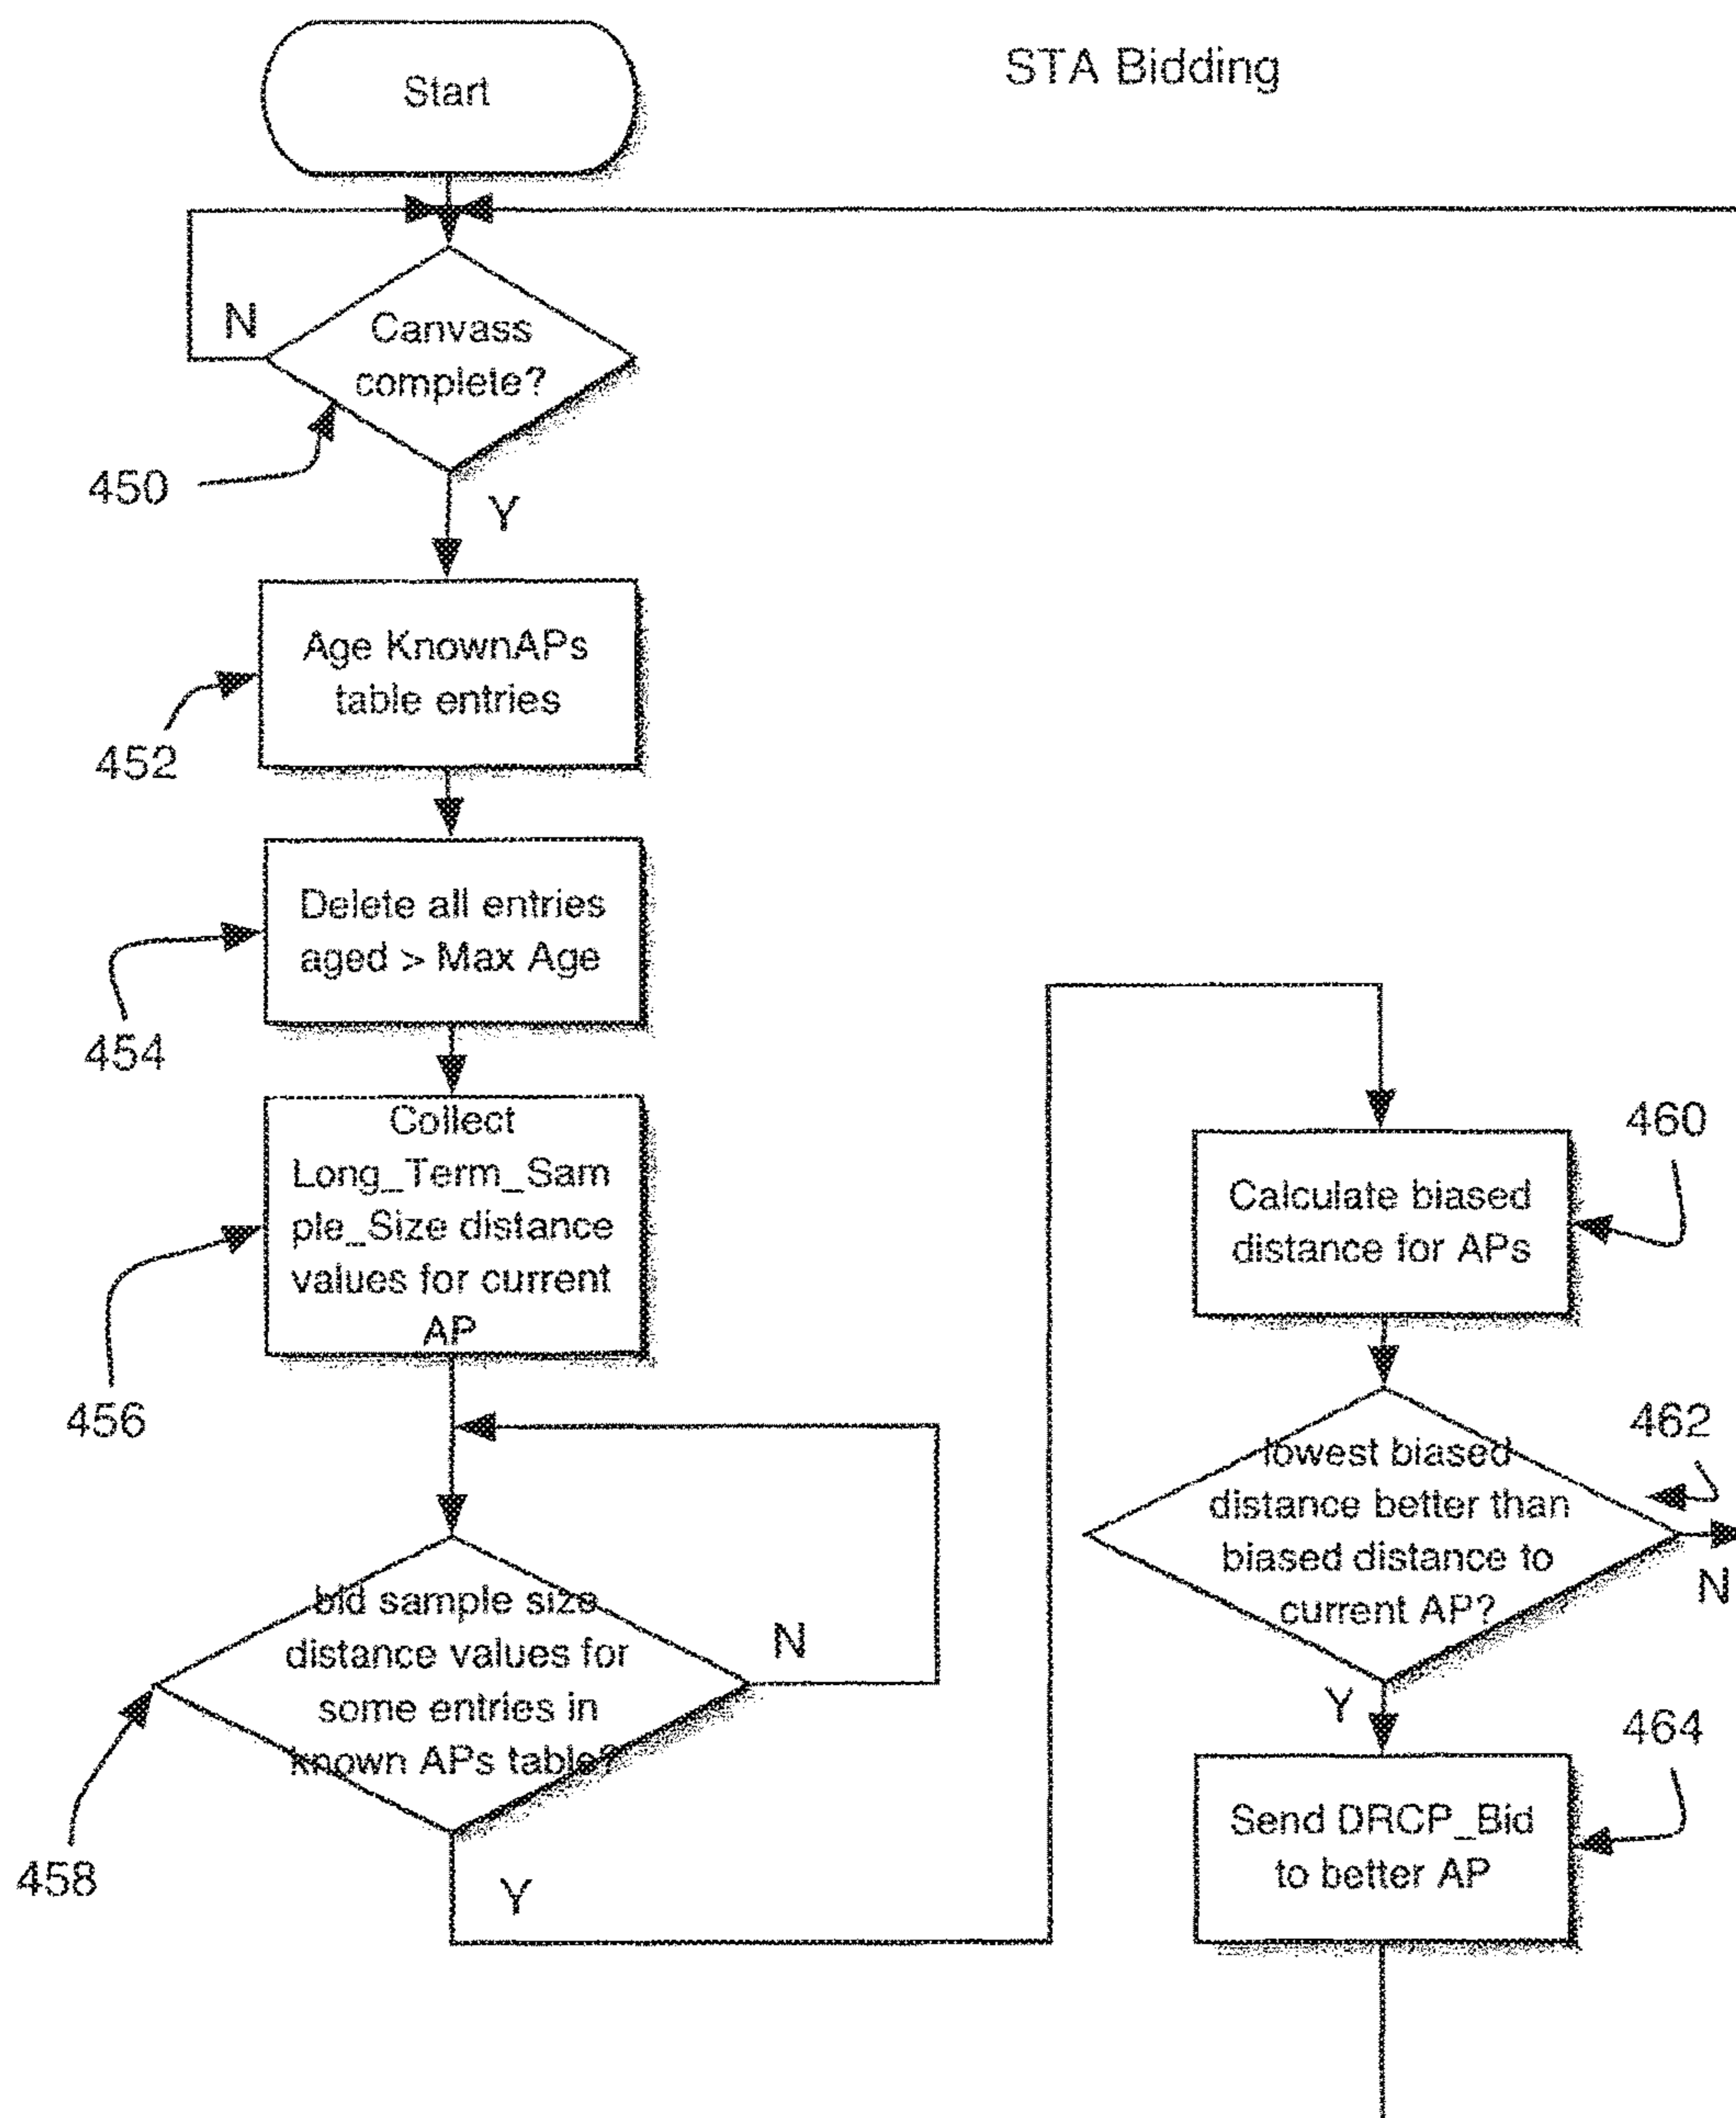 STA Bidding
Start
N
Canvass
complete?
450
Y
Age KnownAPs
table entries
452
Delete all entries
aged > Max Age
454
Collect
Long_Term_Sam
ple_Size distance
values for current
AP
456
bid sample size
distance values for
some entries in
known APs table?
N
458
Y
460
Calculate biased
distance for APs
462
lowest biased
distance better than
biased distance to
current AP?
N
Y
464
Send DRCP_Bid
to better AP